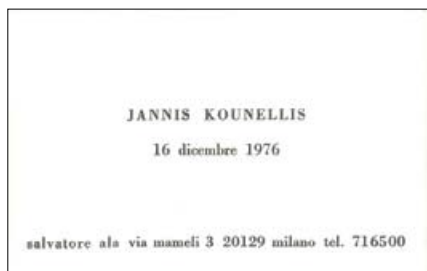 JANNIS KOUNELLIS
16 dicembre 1976
salvatore ala via mameli 3 20129 milano tel. 716500